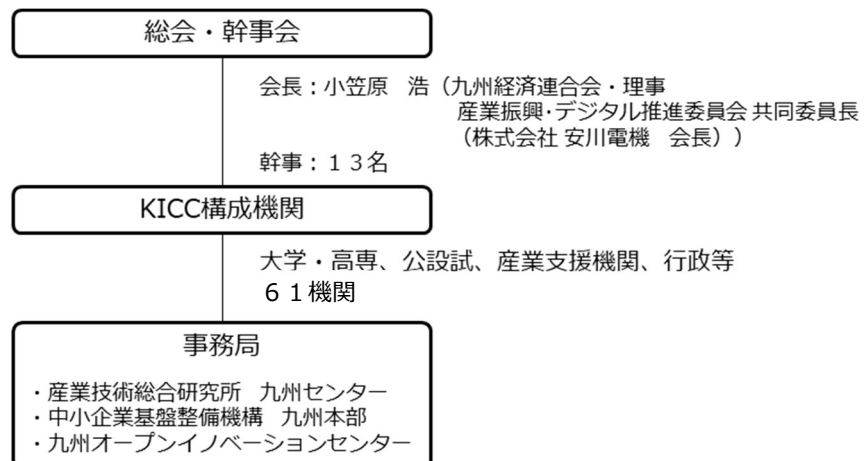 総会・幹事会
会長：小笠原　浩（九州経済連合会・理事
産業振興・デジタル推進委員会 共同委員長
（株式会社 安川電機　会長））
幹事：１３名
KICC構成機関
大学・高専、公設試、産業支援機関、行政等
６１機関
事務局
・産業技術総合研究所　九州センター
・中小企業基盤整備機構　九州本部
・九州オープンイノベーションセンター